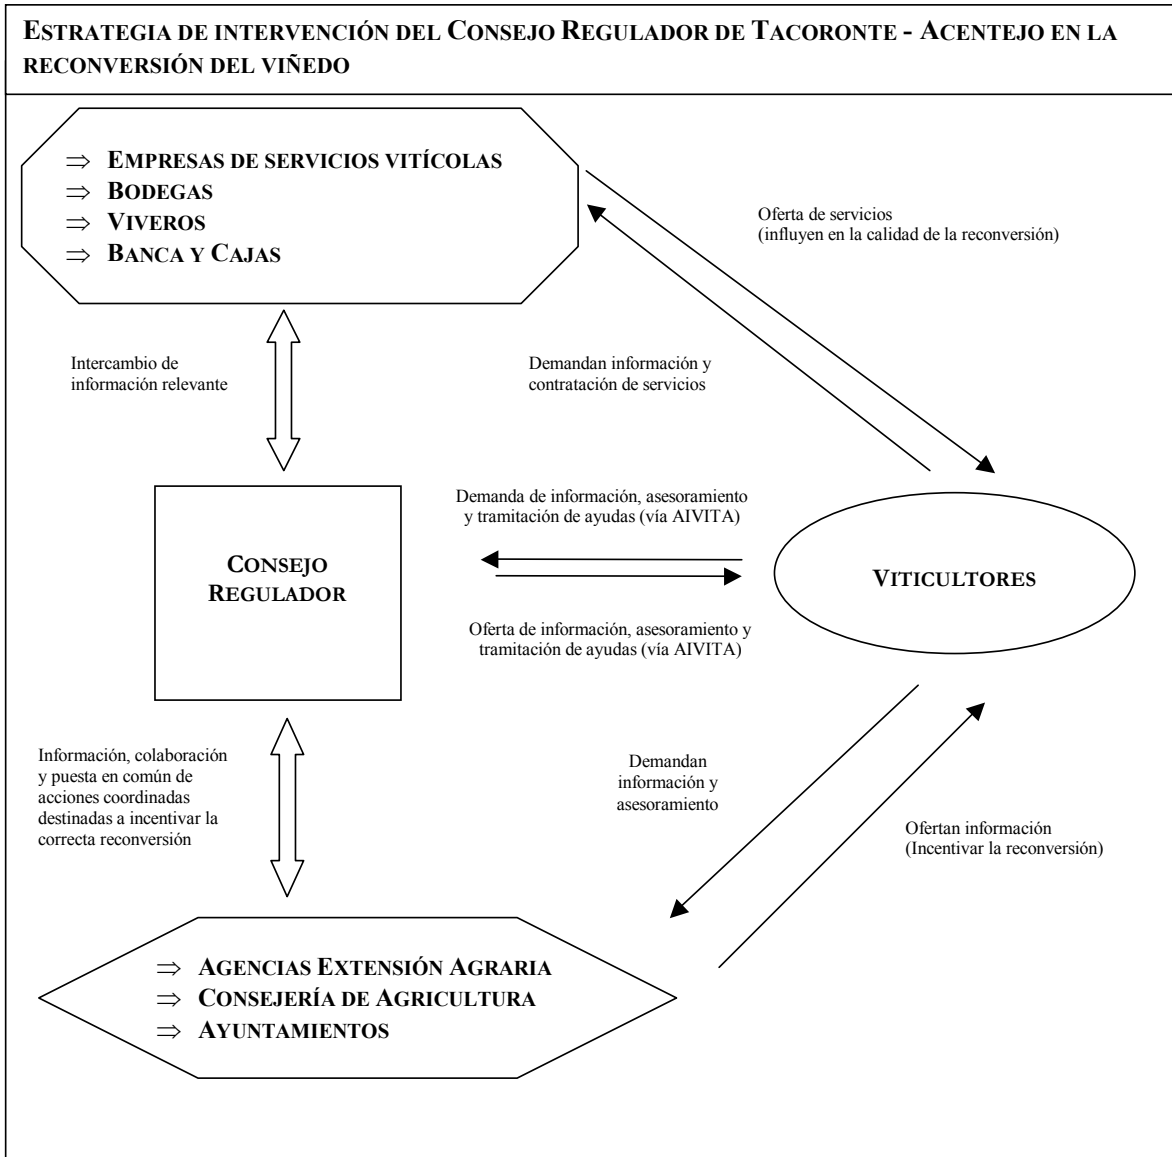 ESTRATEGIA DE INTERVENCIÓN DEL CONSEJO REGULADOR DE TACORONTE - ACENTEJO EN LA
RECONVERSIÓN DEL VIÑEDO
⇒ EMPRESAS DE SERVICIOS VITÍCOLAS
⇒ BODEGAS
⇒ VIVEROS
⇒ BANCA Y CAJAS
Oferta de servicios
(influyen en la calidad de la reconversión)
Intercambio de
información relevante
Demandan información y
contratación de servicios
Demanda de información, asesoramiento
y tramitación de ayudas (vía AIVITA)
CONSEJO
REGULADOR
VITICULTORES
Oferta de información, asesoramiento y
tramitación de ayudas (vía AIVITA)
Información, colaboración
y puesta en común de
acciones coordinadas
destinadas a incentivar la
correcta reconversión
Demandan
información y
asesoramiento
Ofertan información
(Incentivar la reconversión)
⇒ AGENCIAS EXTENSIÓN AGRARIA
⇒ CONSEJERÍA DE AGRICULTURA
⇒ AYUNTAMIENTOS